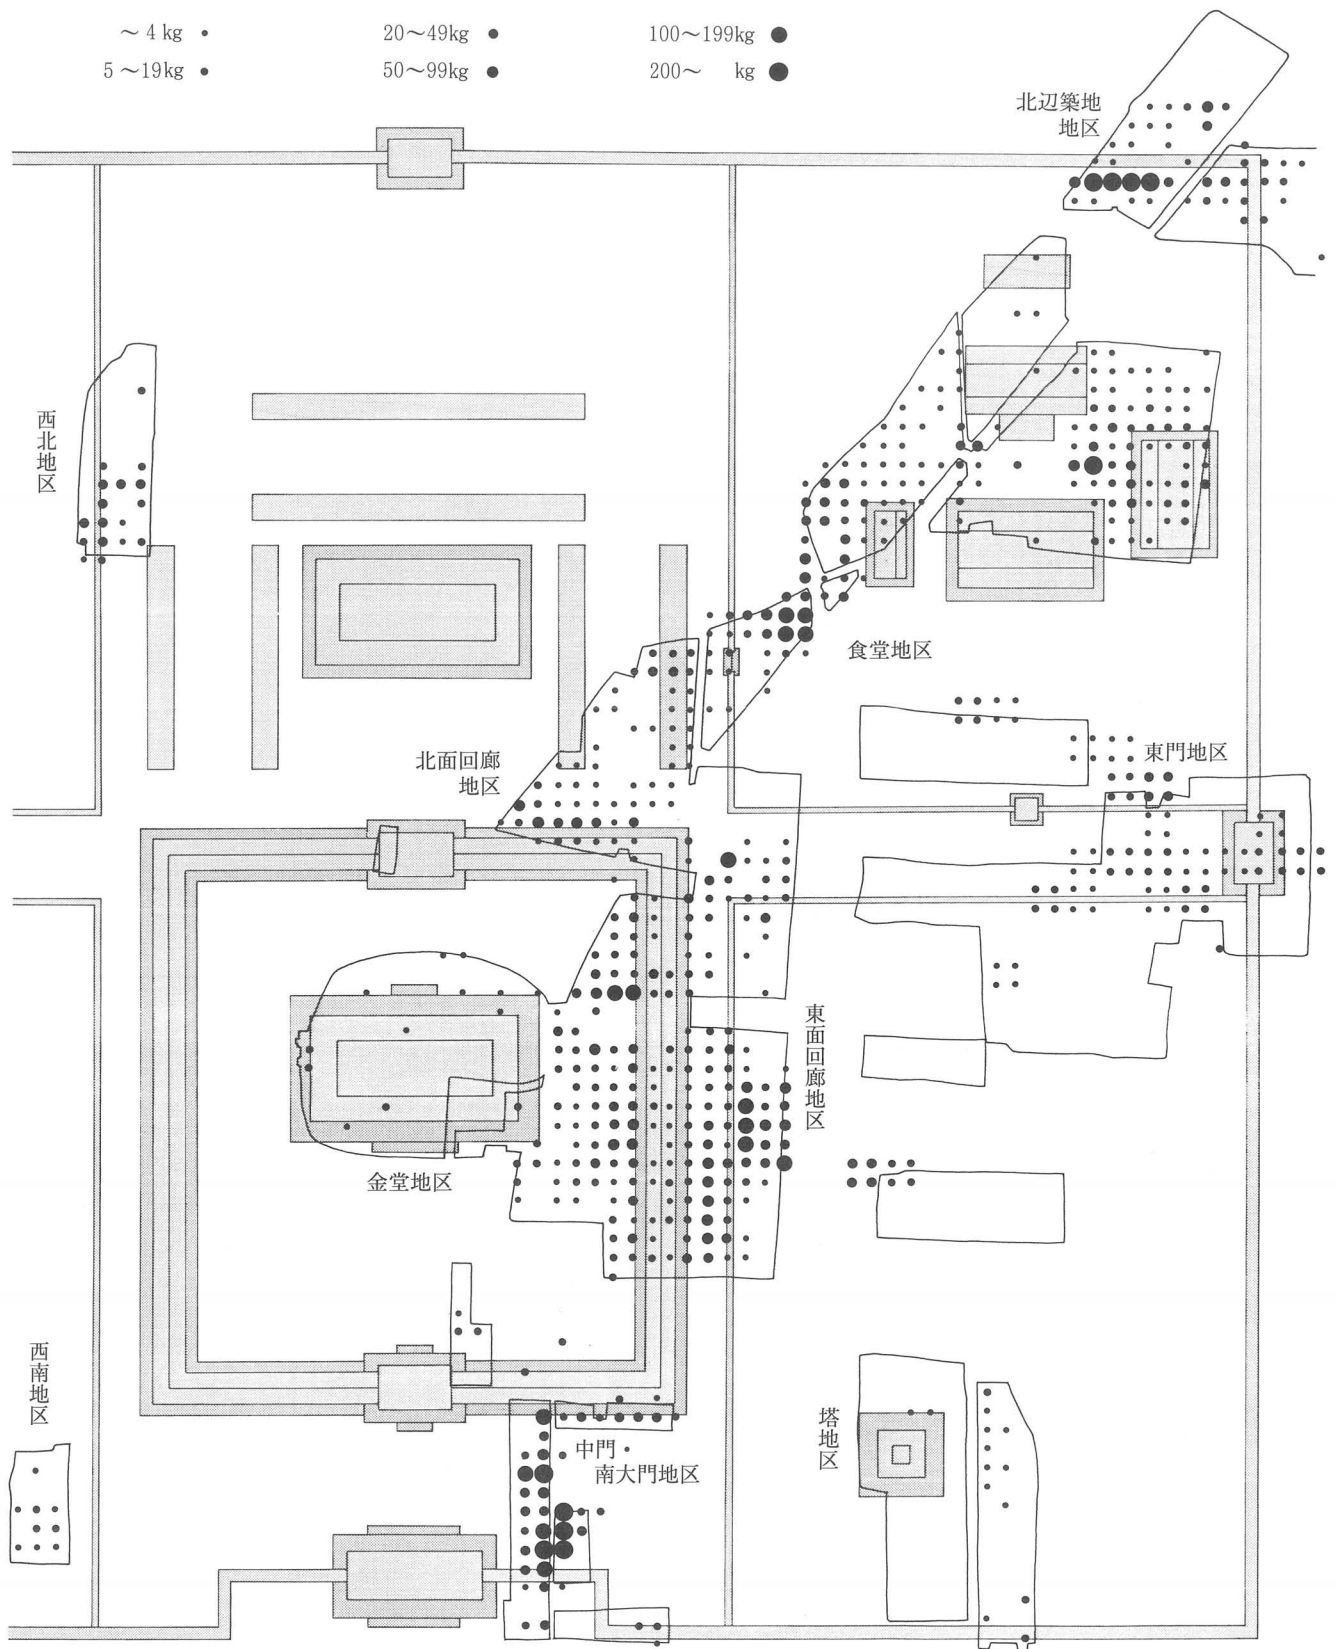 ～4kg
20～49kg
100～199kg
5～19kg
50～99kg
200～ kg
北辺築地
地区
西北地区
食堂地区
東門地区
北面回廊
地区
東面回廊地区
金堂地区
西南地区
塔地区
中門・
南大門地区